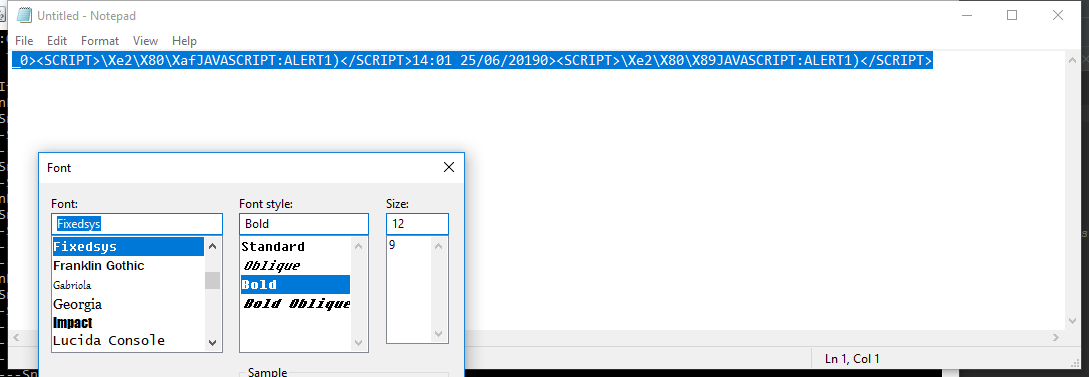 Untitled - Notepad
File Edit Format View Help
_0><SCRIPT>\Xe2\X80\XafJAVASCRIPT:ALERT1)</SCRIPT>14:01 25/06/20190><SCRIPT>\Xe2\X80\X89JAVASCRIPT:ALERT1)</SCRIPT>
Font
Font: Font style: Size:
Fixedsys Bold 12
Fixedsys Standard 9
Franklin Gothic Oblique
Gabriola Bold
Georgia Bold Oblique
Impact
Lucida Console
Ln 1, Col 1
Sample